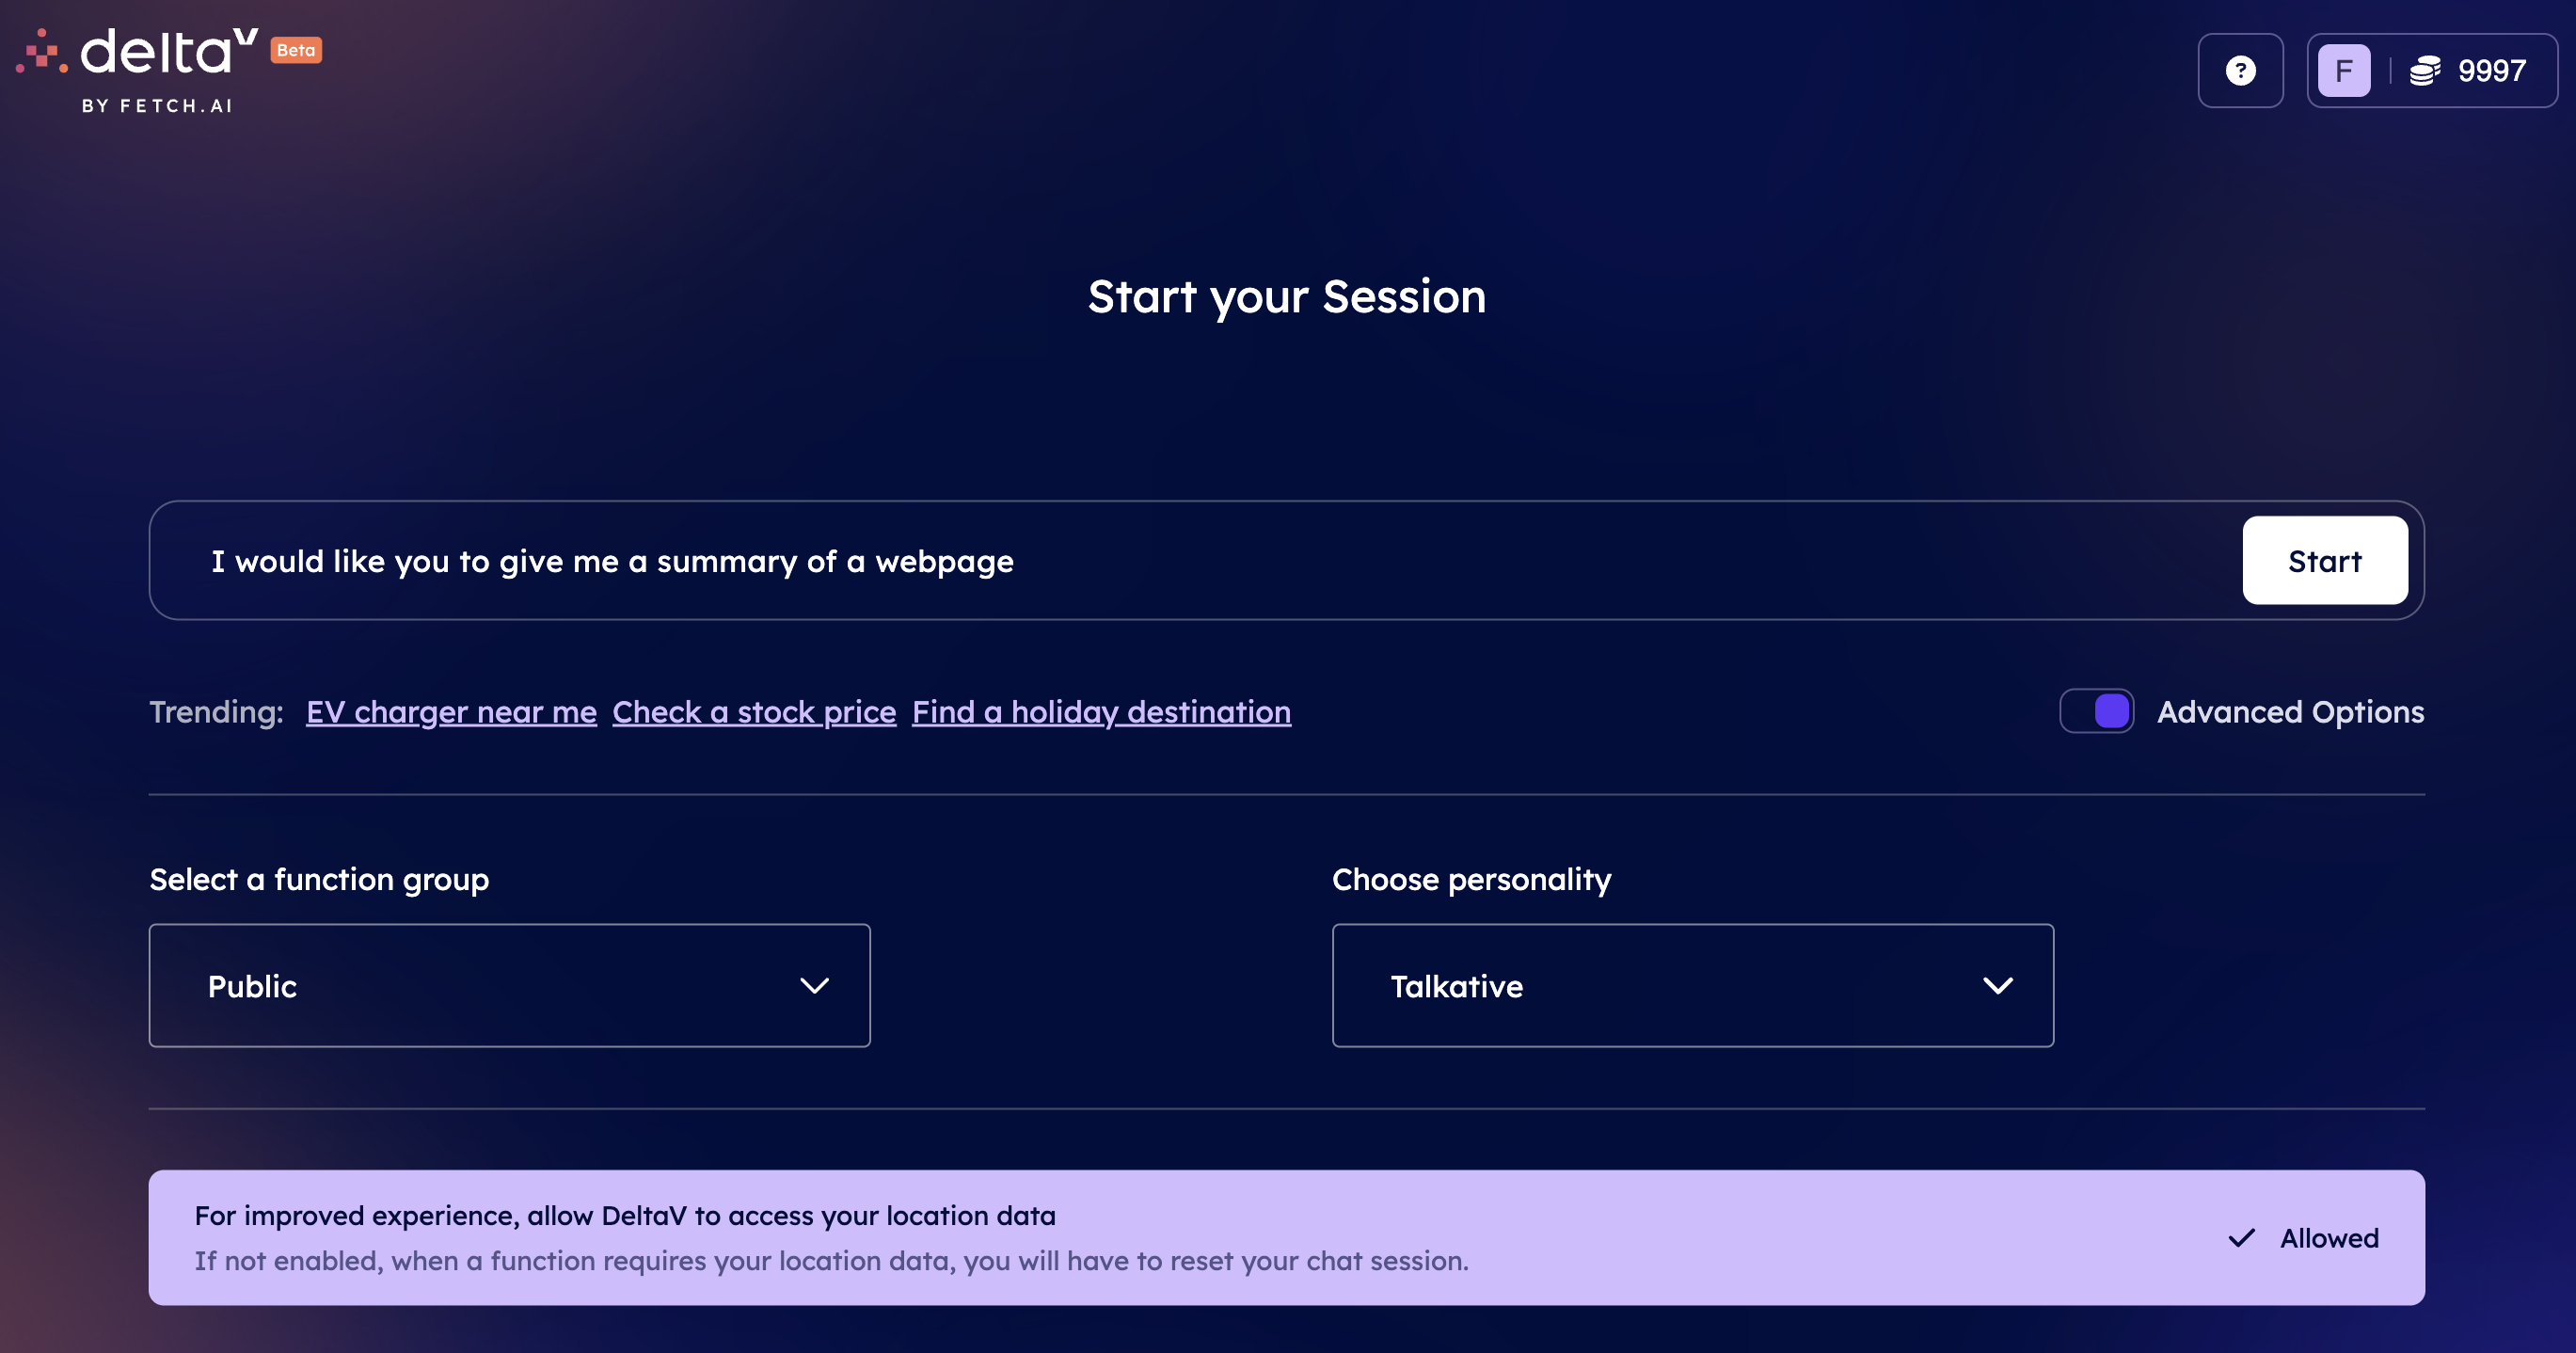 deltaV Beta
BY FETCH.AI
? F 9997
Start your Session
I would like you to give me a summary of a webpage
Start
Trending: EV charger near me Check a stock price Find a holiday destination
Advanced Options
Select a function group
Choose personality
Public
Talkative
For improved experience, allow DeltaV to access your location data
If not enabled, when a function requires your location data, you will have to reset your chat session.
Allowed